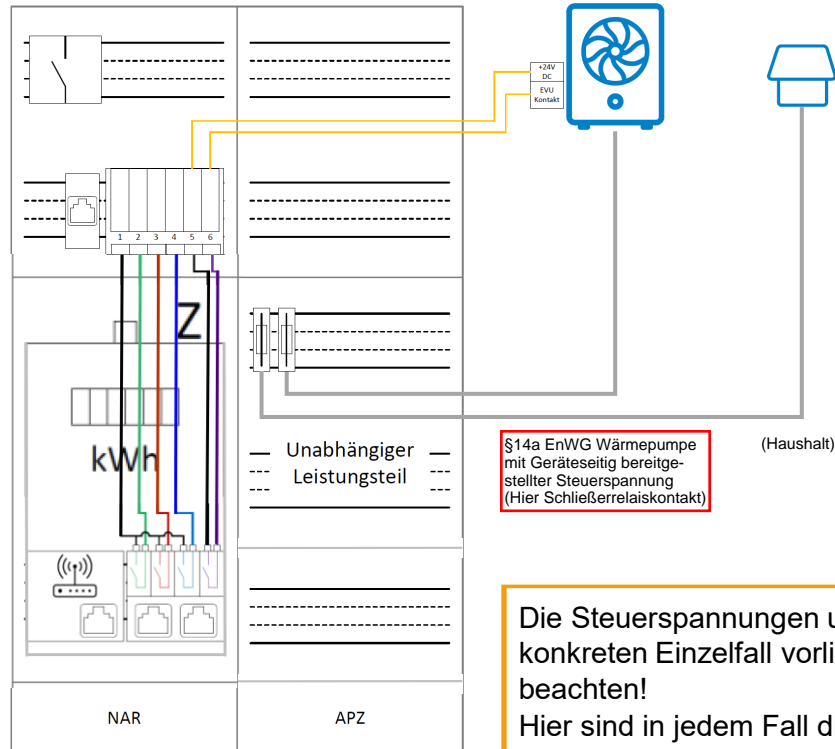 +24V
DC
EVU
Kontakt
1 2 3 4 5 6
Z
kWh
Unabhängiger
Leistungsteil
§14a EnWG Wärmepumpe
mit Geräteseitig bereitge-
stellter Steuerspannung
(Hier Schließerrelaiskontakt)
(Haushalt)
Die Steuerspannungen u
konkreten Einzelfall vorli
beachten!
Hier sind in jedem Fall d
NAR
APZ